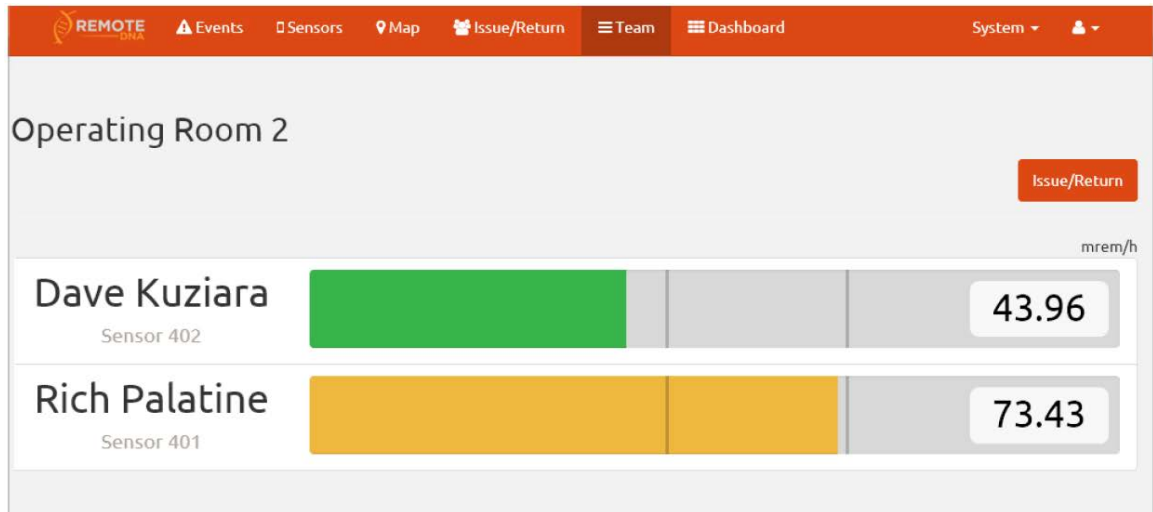 REMOTE DNA Events Sensors Map Issue/Return Team Dashboard System
Operating Room 2
Issue/Return
mrem/h
Dave Kuziara
43.96
Sensor 402
Rich Palatine
73.43
Sensor 401